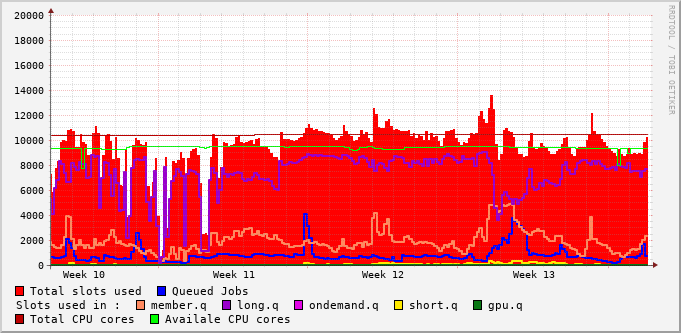 20000
18000
16000
14000
12000
10000
8000
6000
4000
2000
0
Week 10 Week 11 Week 12 Week 13
Total slots used Queued Jobs
Slots used in : member.q long.q ondemand.q short.q gpu.q
Total CPU cores Availale CPU cores
RRDTOOL / TOBI OETIKER